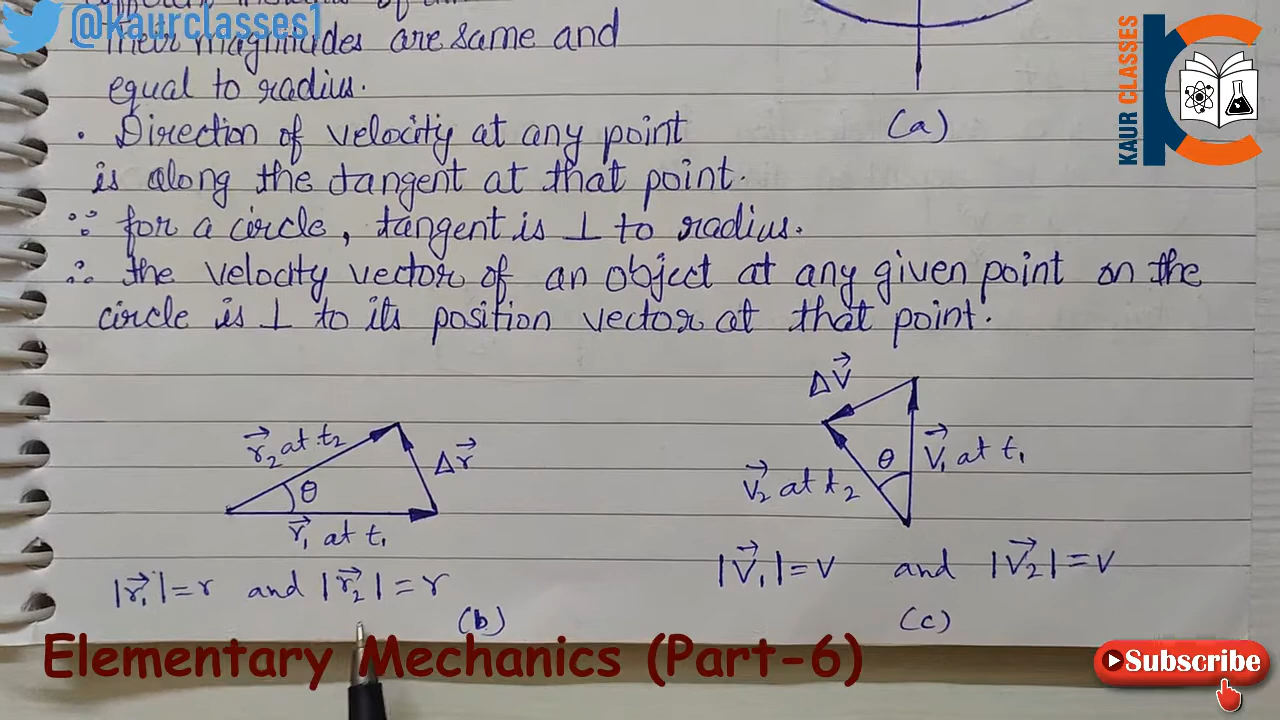 @kaurclasses1
their magnitudes are same and
equal to radius.
(a)
KAUR CLASSES
· Direction of velocity at any point
is along the tangent at that point.
∵ for a circle, tangent is ⊥ to radius.
∴ the velocity vector of an object at any given point on the
circle is ⊥ to its position vector at that point.
r⃗₂ at t₂
Δr⃗
θ
r⃗₁ at t₁
|r⃗₁| = r and |r⃗₂| = r
(b)
Δv⃗
θ
v⃗₁ at t₁
v⃗₂ at t₂
|v⃗₁| = v and |v⃗₂| = v
(c)
Elementary Mechanics (Part-6)
Subscribe